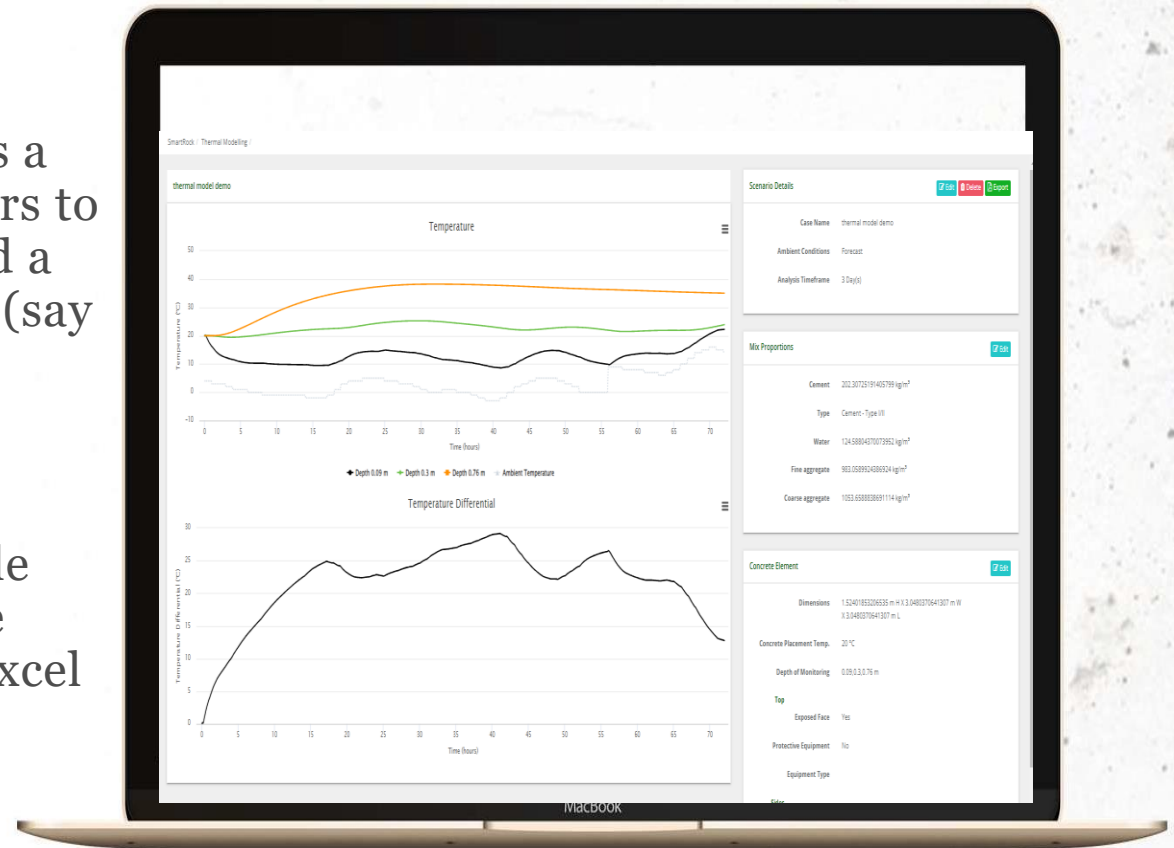 s a
rs to
d a
(say
le
e
xcel
SmartRock / Thermal Modelling /
thermal model demo
Temperature
Temperature (°C)
50
40
30
20
10
0
-10
0 5 10 15 20 25 30 35 40 45 50 55 60 65 70
Time (hours)
Depth 0.09 m Depth 0.3 m Depth 0.76 m Ambient Temperature
Temperature Differential
Temperature Differential (°C)
30
25
20
15
10
5
0
0 5 10 15 20 25 30 35 40 45 50 55 60 65 70
Time (hours)
Scenario Details Edit Delete Export
Case Name thermal model demo
Ambient Conditions Forecast
Analysis Timeframe 3 Day(s)
Mix Proportions Edit
Cement 202.30725191405799 kg/m³
Type Cement - Type I/II
Water 124.58804370073952 kg/m³
Fine aggregate 983.0589924386924 kg/m³
Coarse aggregate 1053.6588838691114 kg/m³
Concrete Element Edit
Dimensions 1.52401853206535 m H X 3.0480370641307 m W
X 3.0480370641307 m L
Concrete Placement Temp. 20 °C
Depth of Monitoring 0.09,0.3,0.76 m
Top
Exposed Face Yes
Protective Equipment No
Equipment Type
Sides
MacBook